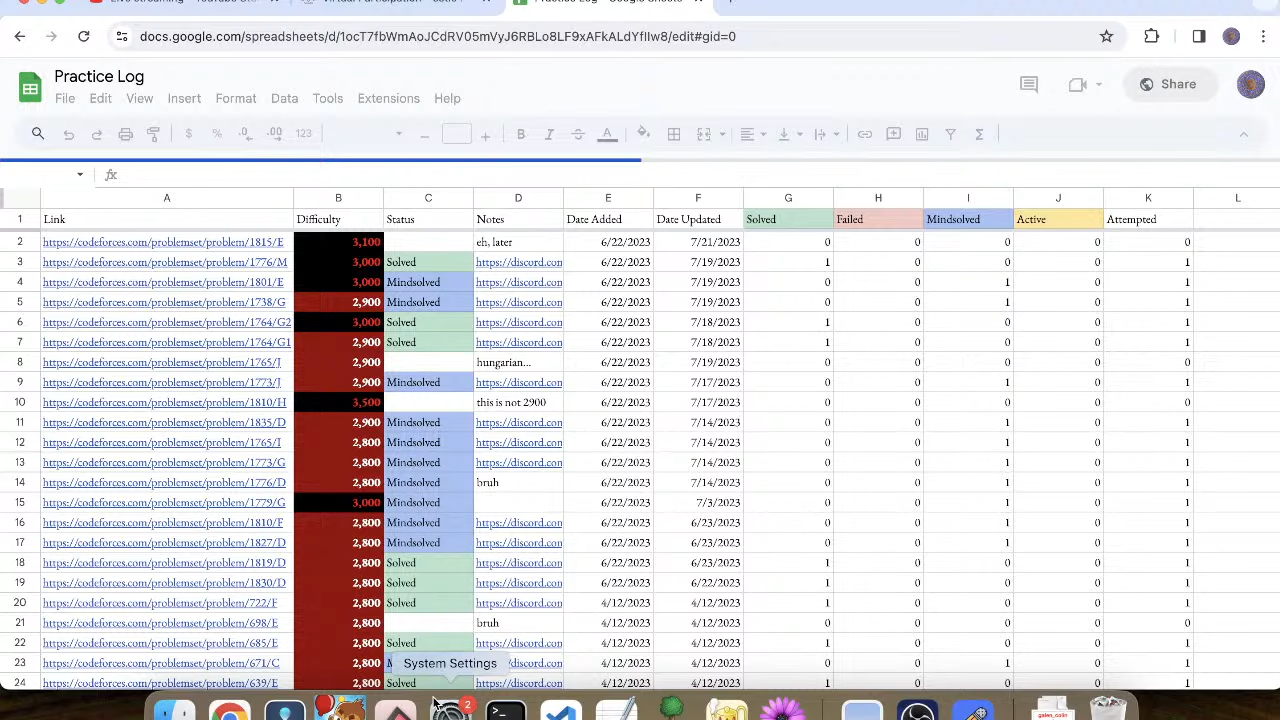 docs.google.com/spreadsheets/d/1ocT7fbWmAoJCdRV05mVyJ6RBLo8LF9xAFkALdYfIIw8/edit#gid=0
Practice Log
Share
File Edit View Insert Format Data Tools Extensions Help
$ % .0 .00 123 B I A
fx
A B C D E F G H I J K L
1 Link Difficulty Status Notes Date Added Date Updated Solved Failed Mindsolved Active Attempted
2 https://codeforces.com/problemset/problem/1815/E 3,100 eh, later 6/22/2023 7/21/2023 0 0 0 0 0
3 https://codeforces.com/problemset/problem/1776/M 3,000 Solved https://discord.con 6/22/2023 7/19/2023 1 0 0 0 1
4 https://codeforces.com/problemset/problem/1801/E 3,000 Mindsolved https://discord.con 6/22/2023 7/19/2023 0 0 1 0 1
5 https://codeforces.com/problemset/problem/1738/G 2,900 Mindsolved https://discord.con 6/22/2023 7/19/2023 0 0 1 0 1
6 https://codeforces.com/problemset/problem/1764/G2 3,000 Solved https://discord.con 6/22/2023 7/18/2023 1 0 0 0 1
7 https://codeforces.com/problemset/problem/1764/G1 2,900 Solved https://discord.con 6/22/2023 7/18/2023 1 0 0 0 1
8 https://codeforces.com/problemset/problem/1765/J 2,900 hungarian... 6/22/2023 7/19/2023 0 0 0 0 0
9 https://codeforces.com/problemset/problem/1773/J 2,900 Mindsolved https://discord.con 6/22/2023 7/17/2023 0 0 1 0 1
10 https://codeforces.com/problemset/problem/1810/H 3,500 this is not 2900 6/22/2023 7/17/2023 0 0 0 0 0
11 https://codeforces.com/problemset/problem/1835/D 2,900 Mindsolved https://discord.con 6/22/2023 7/14/2023 0 0 1 0 1
12 https://codeforces.com/problemset/problem/1765/I 2,800 Mindsolved https://discord.con 6/22/2023 7/14/2023 0 0 1 0 1
13 https://codeforces.com/problemset/problem/1773/G 2,800 Mindsolved https://discord.con 6/22/2023 7/14/2023 0 0 1 0 1
14 https://codeforces.com/problemset/problem/1776/D 2,800 Mindsolved bruh 6/22/2023 7/14/2023 0 0 1 0 1
15 https://codeforces.com/problemset/problem/1779/G 3,000 Mindsolved 6/22/2023 7/3/2023 0 0 1 0 1
16 https://codeforces.com/problemset/problem/1810/F 2,800 Mindsolved https://discord.con 6/22/2023 6/23/2023 0 0 1 0 1
17 https://codeforces.com/problemset/problem/1827/D 2,800 Mindsolved https://discord.con 6/22/2023 6/23/2023 0 0 1 0 1
18 https://codeforces.com/problemset/problem/1819/D 2,800 Solved https://discord.con 6/22/2023 6/23/2023 1 0 0 0 1
19 https://codeforces.com/problemset/problem/1830/D 2,800 Solved https://discord.con 6/22/2023 6/22/2023 1 0 0 0 1
20 https://codeforces.com/problemset/problem/722/F 2,800 Solved https://discord.con 4/12/2023 4/12/2023 1 0 0 0 1
21 https://codeforces.com/problemset/problem/698/E 2,800 bruh 4/12/2023 4/12/2023 0 0 0 0 0
22 https://codeforces.com/problemset/problem/685/E 2,800 Solved https://discord.con 4/12/2023 4/12/2023 1 0 0 0 1
23 https://codeforces.com/problemset/problem/671/C 2,800 System Settings /discord.con 4/12/2023 4/12/2023 0 0 1 0 1
24 https://codeforces.com/problemset/problem/639/E 2,800 Solved https://discord.con 4/12/2023 4/12/2023 1 0 0 0 1
2
galen_colin